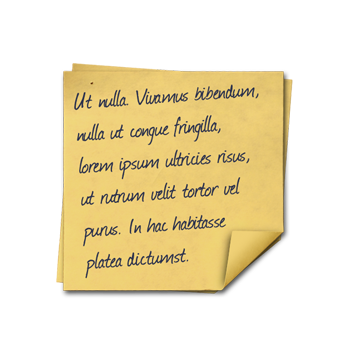 Ut nulla. Vivamus bibendum,
nulla ut congue fringilla,
lorem ipsum ultricies risus,
ut rutrum velit tortor vel
purus. In hac habitasse
platea dictumst.